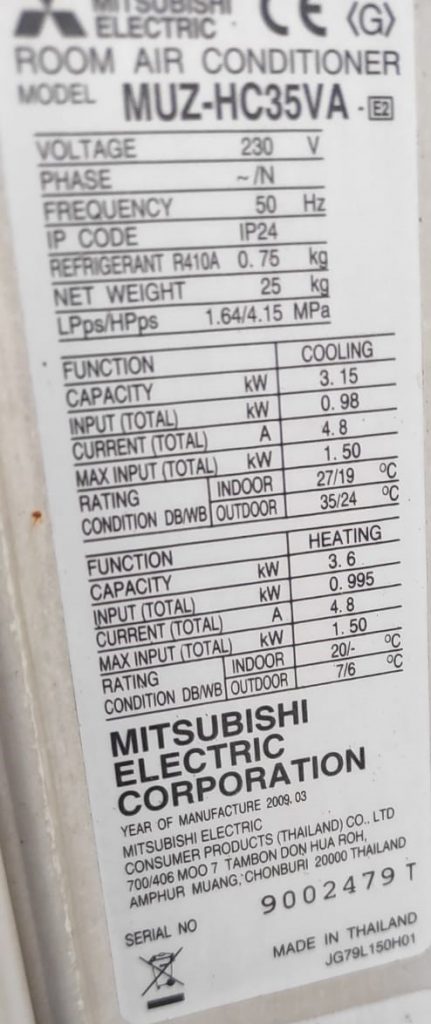 MITSUBISHI
ELECTRIC CE ⟨G⟩
ROOM AIR CONDITIONER
MODEL MUZ-HC35VA - E2
VOLTAGE 230 V
PHASE ~/N
FREQUENCY 50 Hz
IP CODE IP24
REFRIGERANT R410A 0.75 kg
NET WEIGHT 25 kg
LPps/HPps 1.64/4.15 MPa
FUNCTION COOLING
CAPACITY kW 3.15
INPUT (TOTAL) kW 0.98
CURRENT (TOTAL) A 4.8
MAX INPUT (TOTAL) kW 1.50
RATING INDOOR 27/19 ºC
CONDITION DB/WB OUTDOOR 35/24 ºC
FUNCTION HEATING
CAPACITY kW 3.6
INPUT (TOTAL) kW 0.995
CURRENT (TOTAL) A 4.8
MAX INPUT (TOTAL) kW 1.50
RATING INDOOR 20/- ºC
CONDITION DB/WB OUTDOOR 7/6 ºC
MITSUBISHI
ELECTRIC
CORPORATION
YEAR OF MANUFACTURE 2009.03
MITSUBISHI ELECTRIC
CONSUMER PRODUCTS (THAILAND) CO., LTD
700/406 MOO 7 TAMBON DON HUA ROH,
AMPHUR MUANG, CHONBURI 20000 THAILAND
SERIAL NO 9002479 T
MADE IN THAILAND
JG79L150H01